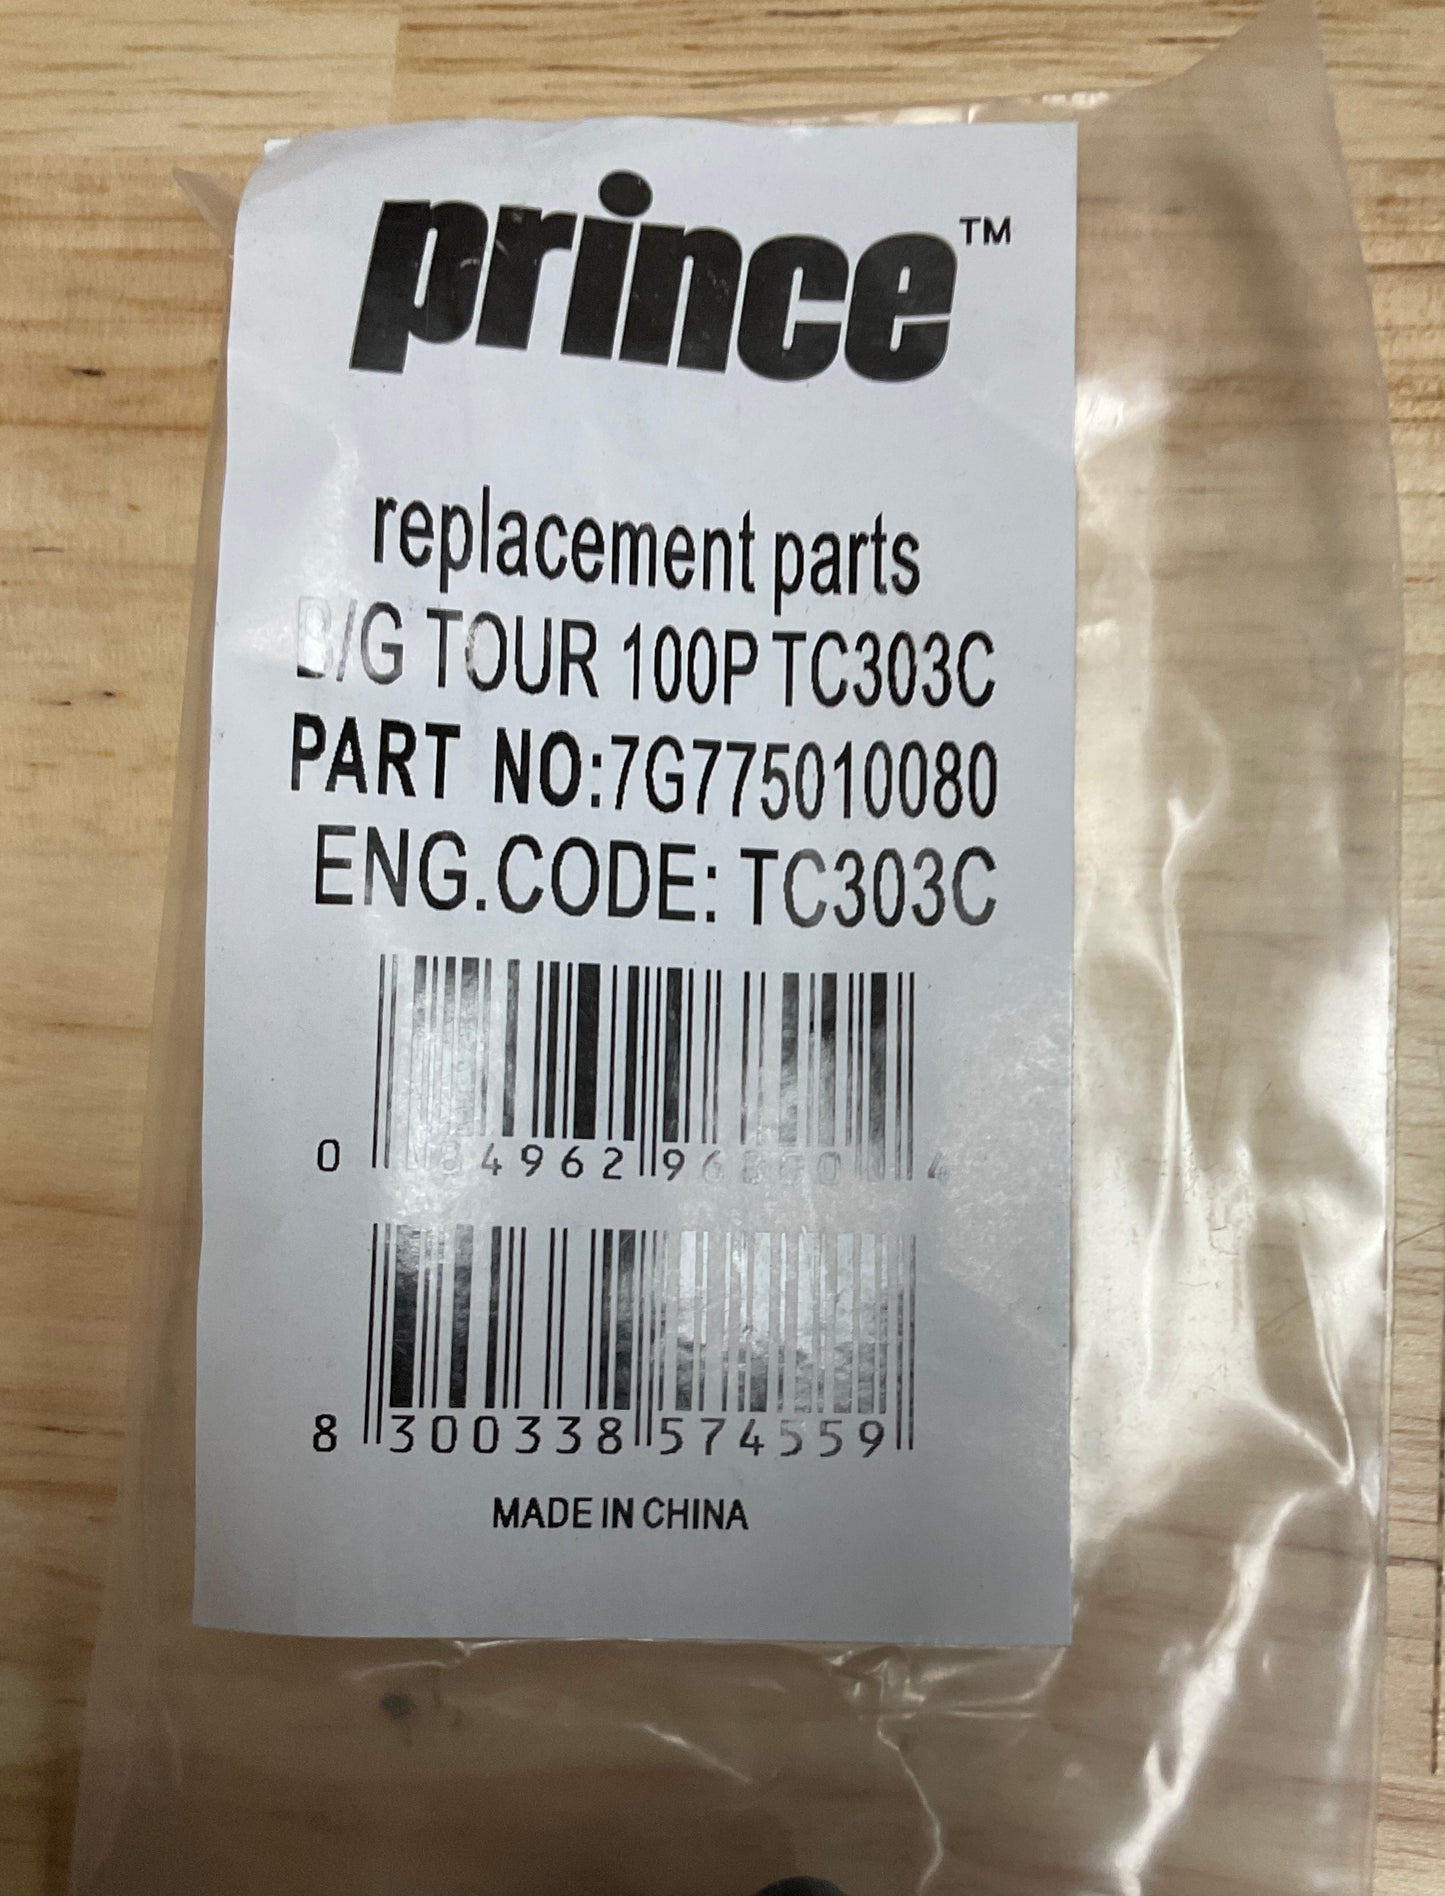 prince™
replacement parts
B/G TOUR 100P TC303C
PART NO:7G775010080
ENG.CODE: TC303C
8 300338 574559
MADE IN CHINA